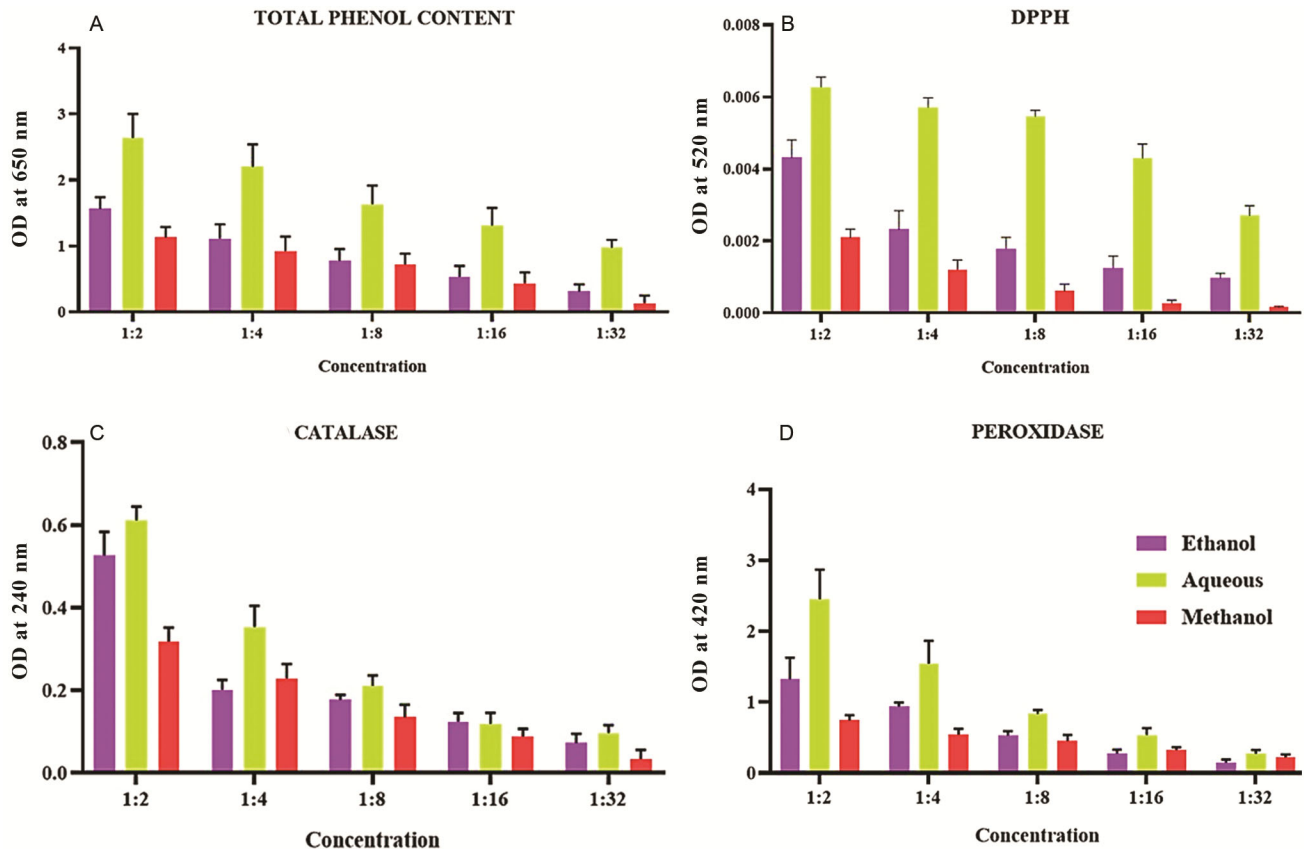 A
TOTAL PHENOL CONTENT
OD at 650 nm
4
3
2
1
0
1:2 1:4 1:8 1:16 1:32
Concentration
B
DPPH
OD at 520 nm
0.008
0.006
0.004
0.002
0.000
1:2 1:4 1:8 1:16 1:32
Concentration
C
CATALASE
OD at 240 nm
0.8
0.6
0.4
0.2
0.0
1:2 1:4 1:8 1:16 1:32
Concentration
D
PEROXIDASE
OD at 420 nm
4
3
2
1
0
1:2 1:4 1:8 1:16 1:32
Concentration
Ethanol
Aqueous
Methanol